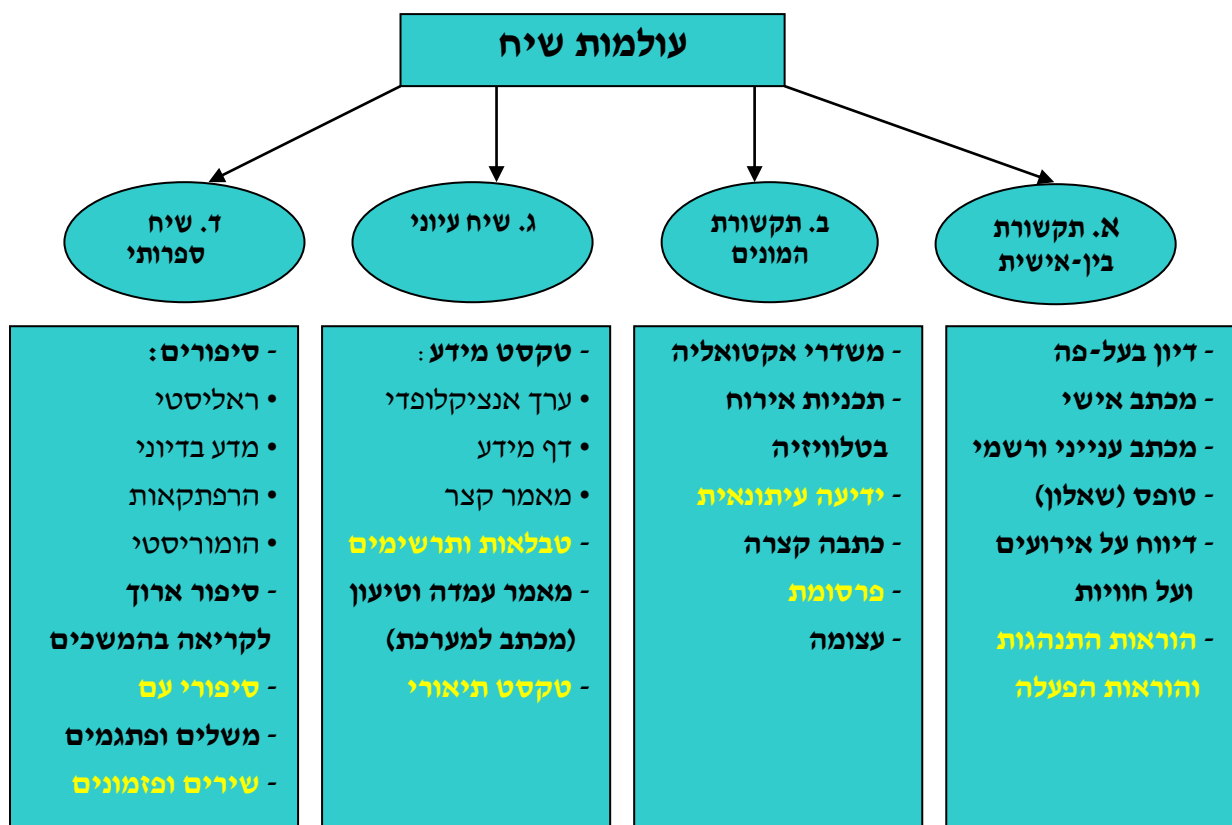 עולמות שיח
א. תקשורת
בין-אישית
ב. תקשורת
המונים
ג. שיח עיוני
ד. שיח
ספרותי
- דיון בעל-פה
- מכתב אישי
- מכתב ענייני ורשמי
- טופס (שאלון)
- דיווח על אירועים
ועל חוויות
- הוראות התנהגות
והוראות הפעלה
- משדרי אקטואליה
- תכניות אירוח
בטלוויזיה
- ידיעה עיתונאית
- כתבה קצרה
- פרסומת
- עצומה
- טקסט מידע:
• ערך אנציקלופדי
• דף מידע
• מאמר קצר
- טבלאות ותרשימים
- מאמר עמדה וטיעון
(מכתב למערכת)
- טקסט תיאורי
- סיפורים:
• ראליסטי
• מדע בדיוני
• הרפתקאות
• הומוריסטי
- סיפור ארוך
לקריאה בהמשכים
- סיפורי עם
- משלים ופתגמים
- שירים ופזמונים